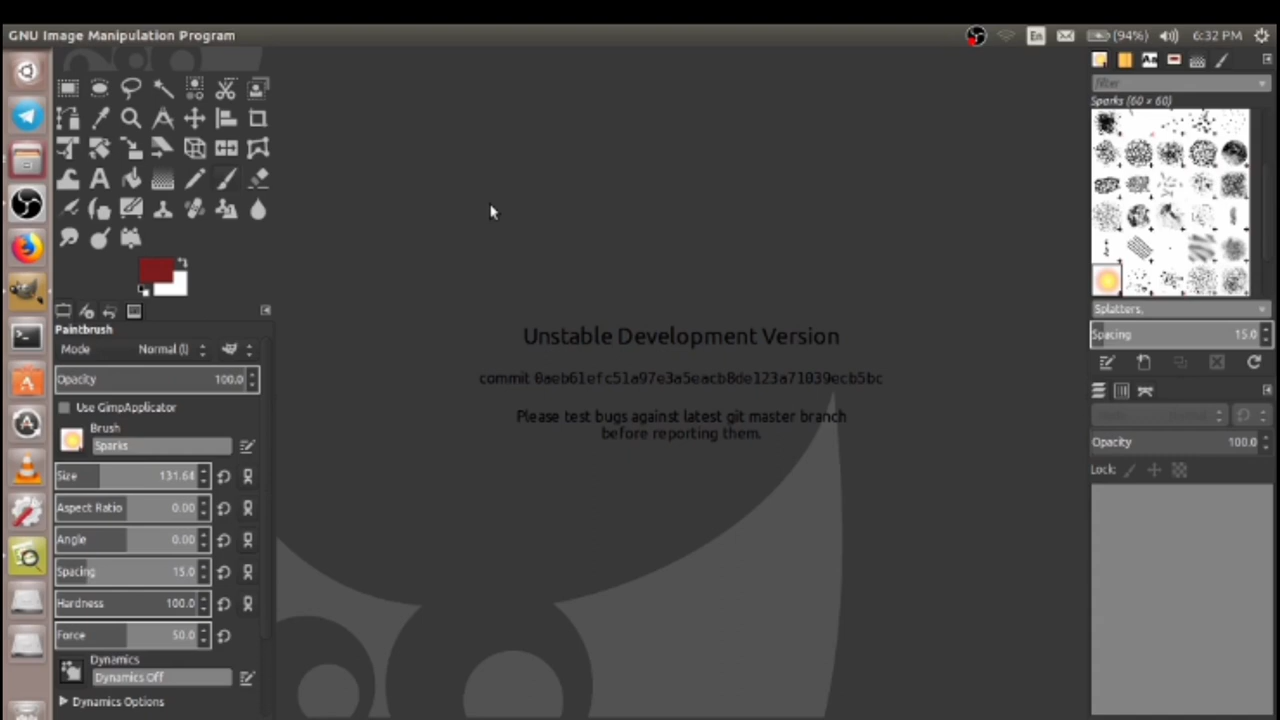 GNU Image Manipulation Program
En
(94%)
6:32 PM
filter
Sparks (60 × 60)
Splatters,
Spacing 15.0
Opacity 100.0
Lock:
Paintbrush
Mode Normal (l)
Opacity 100.0
Use GimpApplicator
Brush
Sparks
Size 131.64
Aspect Ratio 0.00
Angle 0.00
Spacing 15.0
Hardness 100.0
Force 50.0
Dynamics
Dynamics Off
Dynamics Options
Unstable Development Version
commit 0aeb61efc51a97e3a5eacb8de123a71039ecb5bc
Please test bugs against latest git master branch
before reporting them.